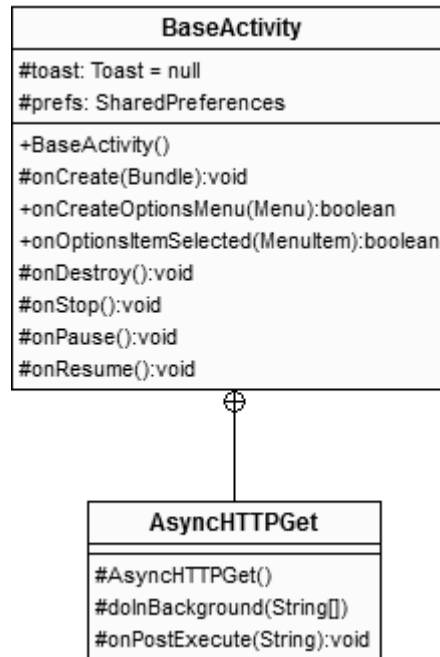 BaseActivity
#toast: Toast = null
#prefs: SharedPreferences
+BaseActivity()
#onCreate(Bundle):void
+onCreateOptionsMenu(Menu):boolean
+onOptionsItemSelected(MenuItem):boolean
#onDestroy():void
#onStop():void
#onPause():void
#onResume():void
AsyncHTTPGet
#AsyncHTTPGet()
#doInBackground(String[])
#onPostExecute(String):void